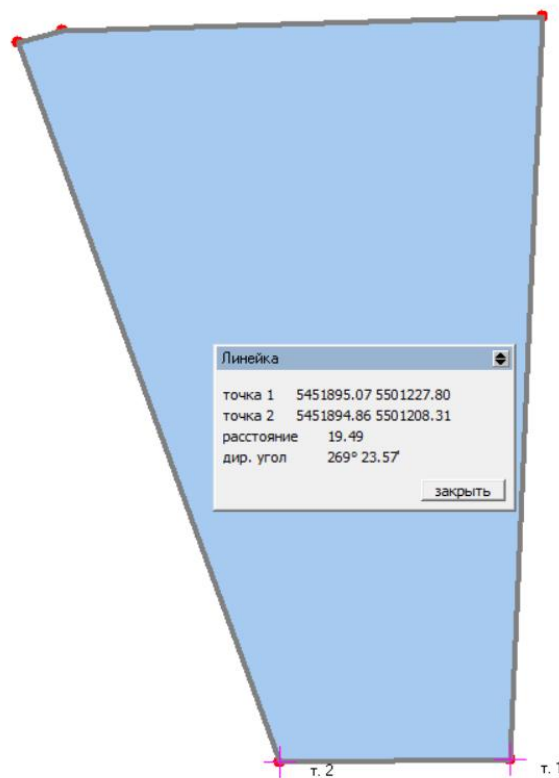 Линейка
точка 1 5451895.07 5501227.80
точка 2 5451894.86 5501208.31
расстояние 19.49
дир. угол 269° 23.57'
закрыть
т. 2
т.